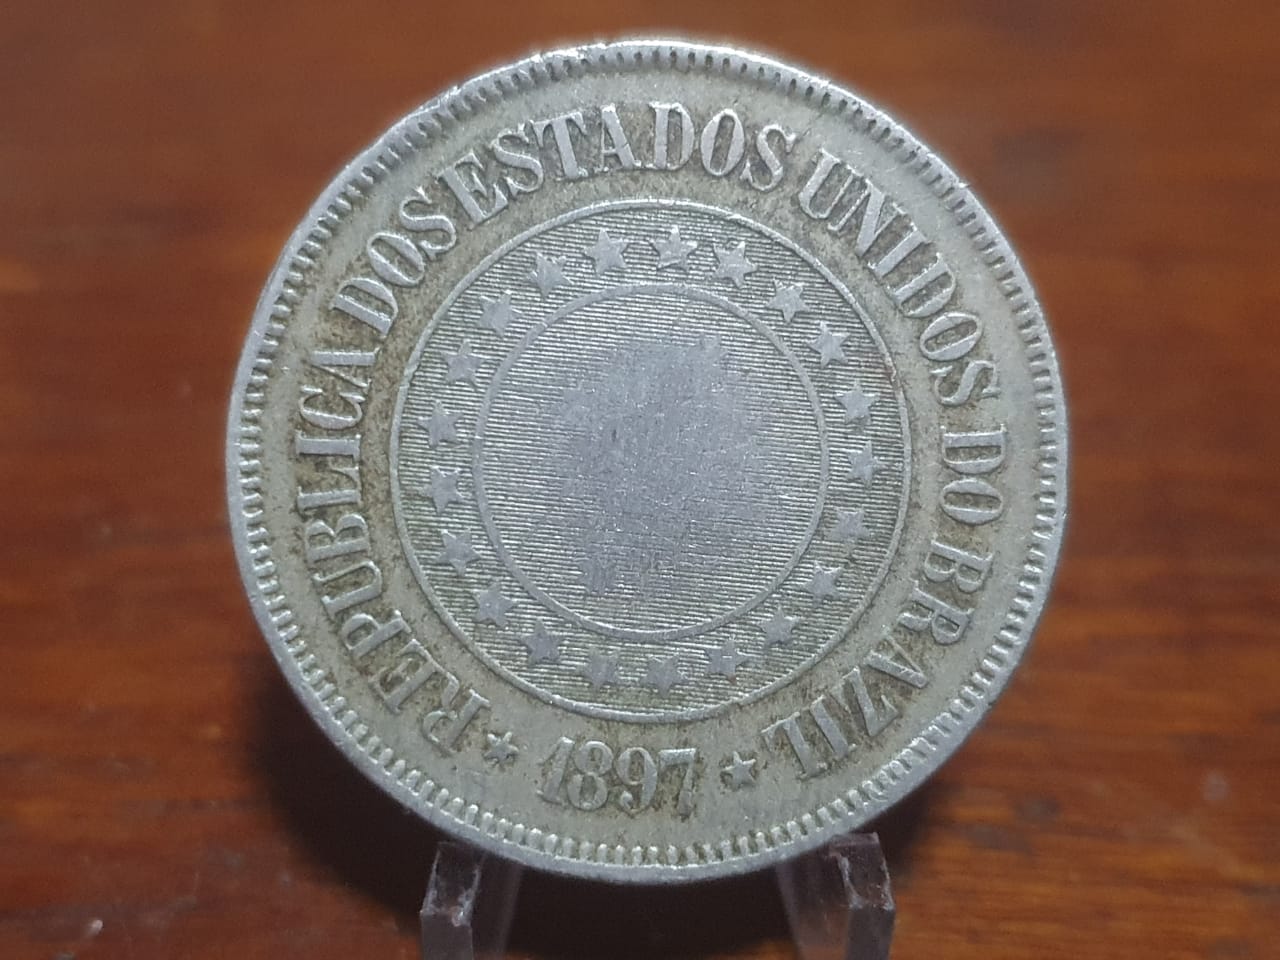 REPUBLICA DOS ESTADOS UNIDOS DO BRAZIL
1897